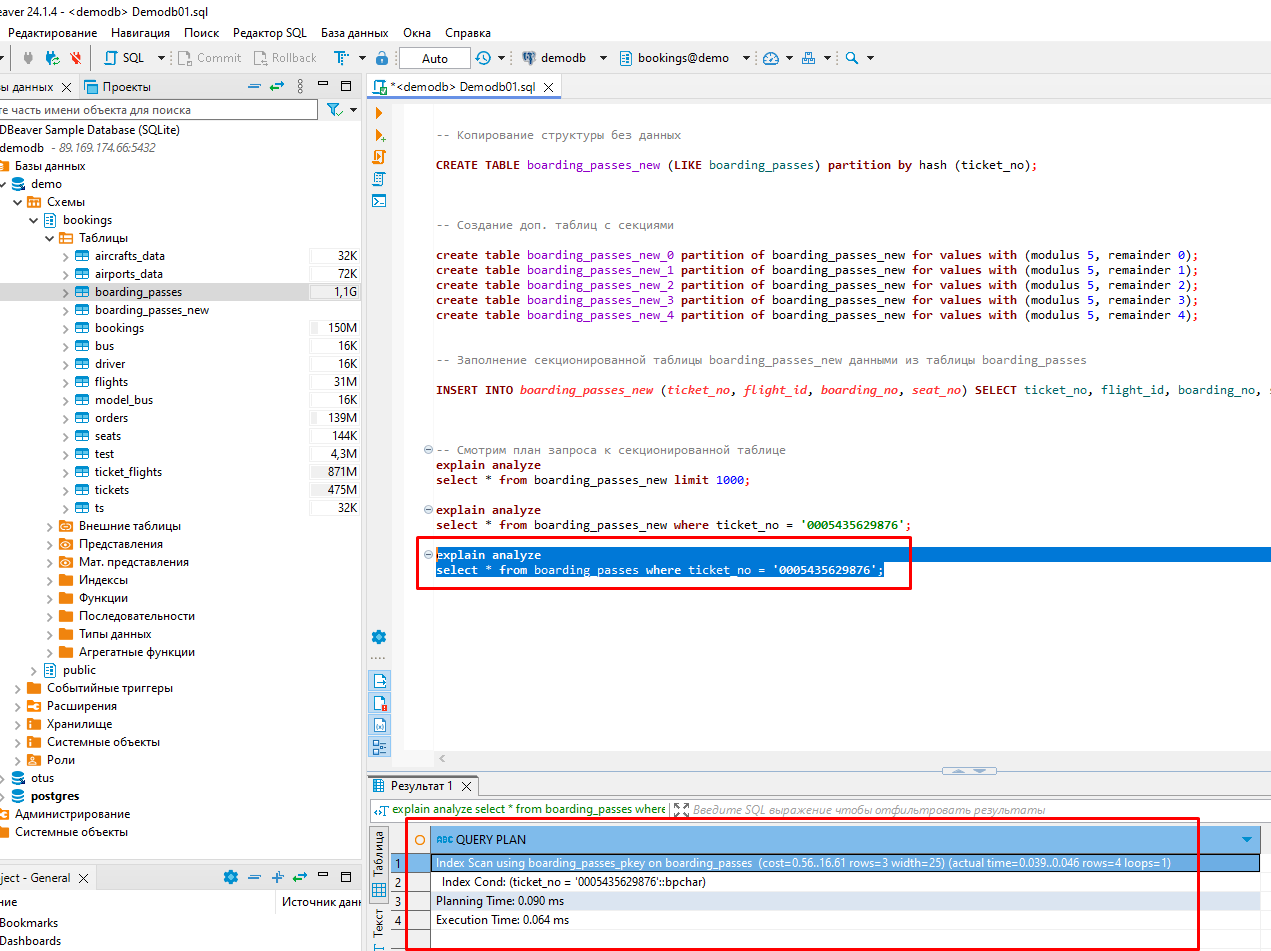 eaver 24.1.4 - <demodb> Demodb01.sql
Редактирование Навигация Поиск Редактор SQL База данных Окна Справка
SQL Commit Rollback Auto demodb bookings@demo
ы данных Проекты
*<demodb> Demodb01.sql
те часть имени объекта для поиска
DBeaver Sample Database (SQLite)
demodb - 89.169.174.66:5432
Базы данных
demo
Схемы
bookings
Таблицы
aircrafts_data 32K
airports_data 72K
boarding_passes 1,1G
boarding_passes_new
bookings 150M
bus 16K
driver 16K
flights 31M
model_bus 16K
orders 139M
seats 144K
test 4,3M
ticket_flights 871M
tickets 475M
ts 32K
Внешние таблицы
Представления
Мат. представления
Индексы
Функции
Последовательности
Типы данных
Агрегатные функции
public
Событийные триггеры
Расширения
Хранилище
Системные объекты
Роли
otus
postgres
Администрирование
Системные объекты
ject - General
ние Источник дан
Bookmarks
Dashboards
-- Копирование структуры без данных
CREATE TABLE boarding_passes_new (LIKE boarding_passes) partition by hash (ticket_no);
-- Создание доп. таблиц с секциями
create table boarding_passes_new_0 partition of boarding_passes_new for values with (modulus 5, remainder 0);
create table boarding_passes_new_1 partition of boarding_passes_new for values with (modulus 5, remainder 1);
create table boarding_passes_new_2 partition of boarding_passes_new for values with (modulus 5, remainder 2);
create table boarding_passes_new_3 partition of boarding_passes_new for values with (modulus 5, remainder 3);
create table boarding_passes_new_4 partition of boarding_passes_new for values with (modulus 5, remainder 4);
-- Заполнение секционированной таблицы boarding_passes_new данными из таблицы boarding_passes
INSERT INTO boarding_passes_new (ticket_no, flight_id, boarding_no, seat_no) SELECT ticket_no, flight_id, boarding_no,
-- Смотрим план запроса к секционированной таблице
explain analyze
select * from boarding_passes_new limit 1000;
explain analyze
select * from boarding_passes_new where ticket_no = '0005435629876';
explain analyze
select * from boarding_passes where ticket_no = '0005435629876';
Результат 1
explain analyze select * from boarding_passes where Введите SQL выражение чтобы отфильтровать результаты
Таблица
Текст
ABC QUERY PLAN
1 Index Scan using boarding_passes_pkey on boarding_passes (cost=0.56..16.61 rows=3 width=25) (actual time=0.039..0.046 rows=4 loops=1)
2 Index Cond: (ticket_no = '0005435629876'::bpchar)
3 Planning Time: 0.090 ms
4 Execution Time: 0.064 ms